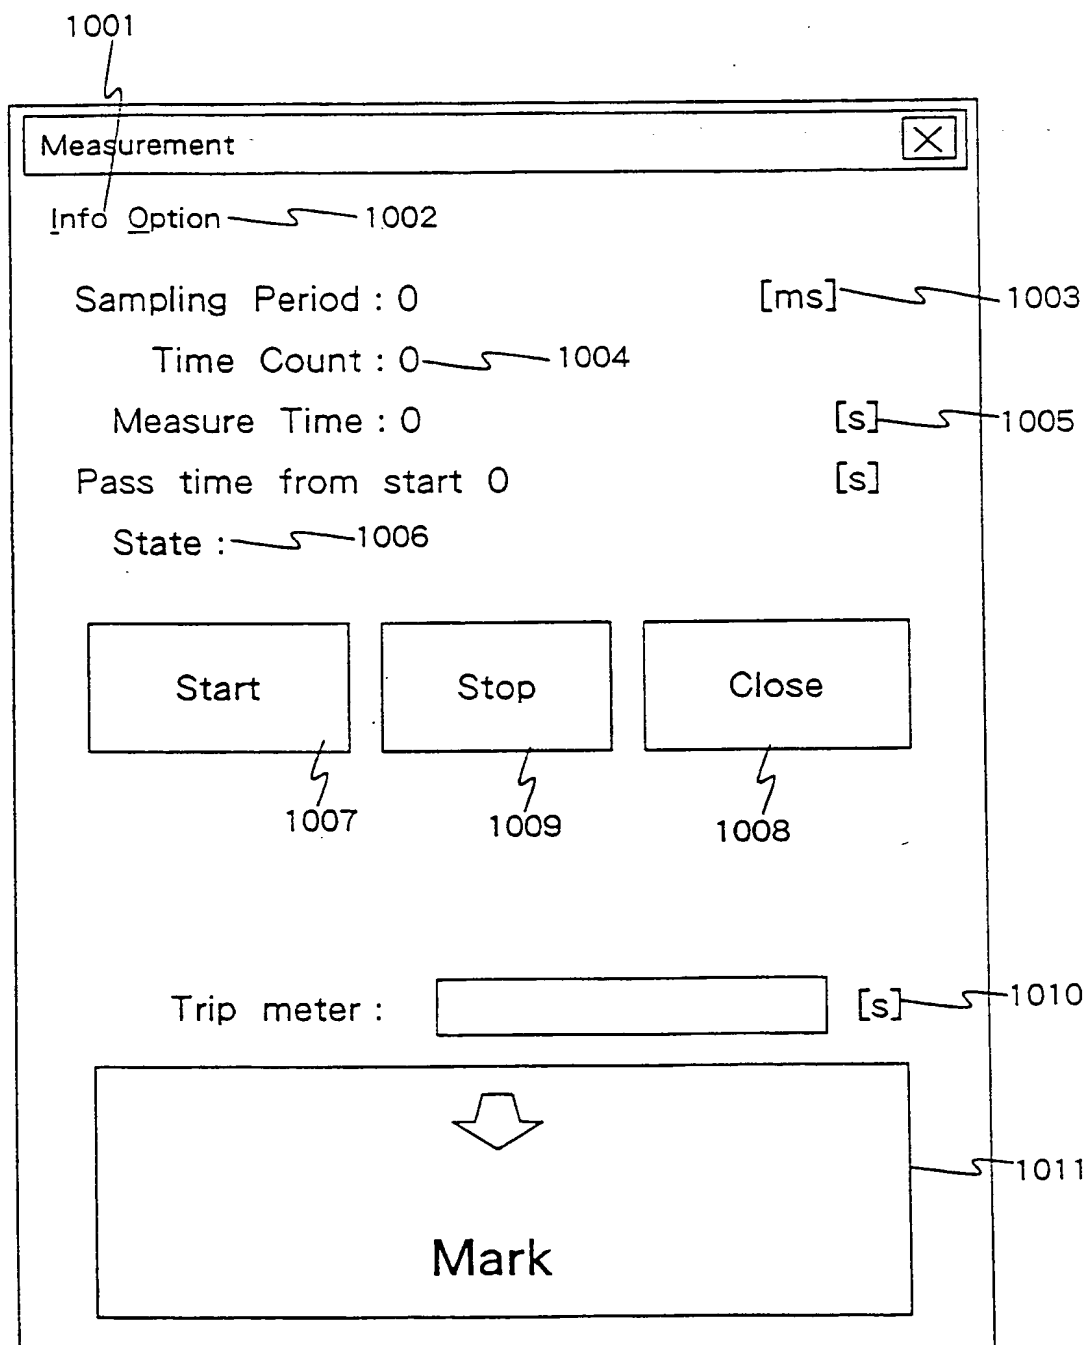 1001
Measurement
Info Option 1002
Sampling Period : 0 [ms] 1003
Time Count : 0 1004
Measure Time : 0 [s] 1005
Pass time from start 0 [s]
State : 1006
Start Stop Close
1007 1009 1008
Trip meter : [s] 1010
1011
Mark